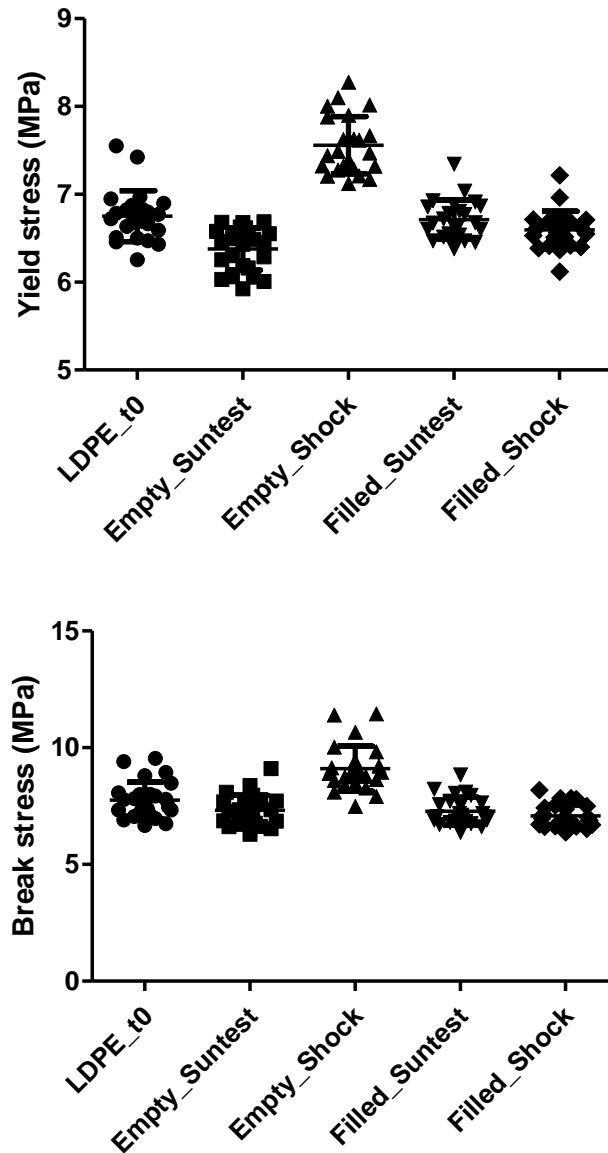 Yield stress (MPa)
9
8
7
6
5
LDPE_t0
Empty_Suntest
Empty_Shock
Filled_Suntest
Filled_Shock
Break stress (MPa)
15
10
5
0
LDPE_t0
Empty_Suntest
Empty_Shock
Filled_Suntest
Filled_Shock